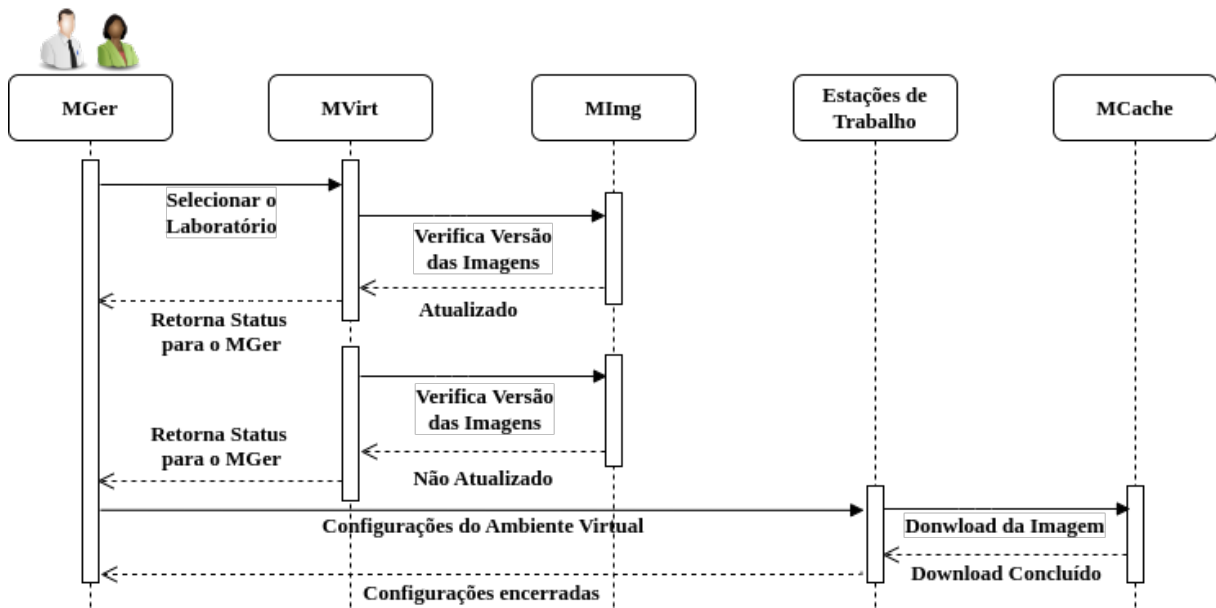 MGer
MVirt
MImg
Estações de
Trabalho
MCache
Selecionar o
Laboratório
Verifica Versão
das Imagens
Atualizado
Retorna Status
para o MGer
Verifica Versão
das Imagens
Retorna Status
para o MGer
Não Atualizado
Configurações do Ambiente Virtual
Donwload da Imagem
Download Concluído
Configurações encerradas